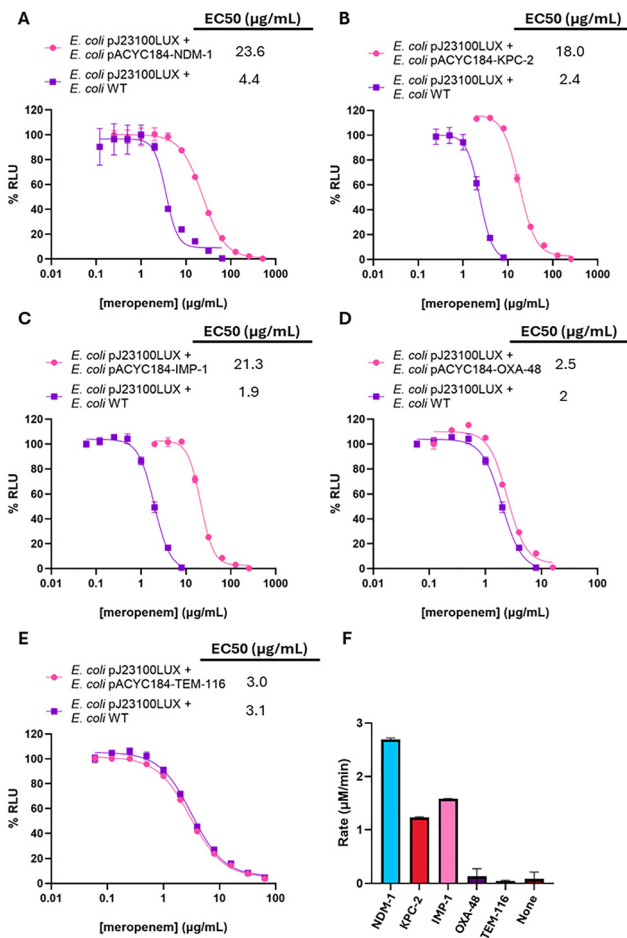 A
EC50 (µg/mL)
E. coli pJ23100LUX +
E. coli pACYC184-NDM-1
23.6
E. coli pJ23100LUX +
E. coli WT
4.4
120
100
80
60
40
20
0
% RLU
0.01 0.1 1 10 100 1000
[meropenem] (µg/mL)
B
EC50 (µg/mL)
E. coli pJ23100LUX +
E. coli pACYC184-KPC-2
18.0
E. coli pJ23100LUX +
E. coli WT
2.4
120
100
80
60
40
20
0
% RLU
0.01 0.1 1 10 100 1000
[meropenem] (µg/mL)
C
EC50 (µg/mL)
E. coli pJ23100LUX +
E. coli pACYC184-IMP-1
21.3
E. coli pJ23100LUX +
E. coli WT
1.9
120
100
80
60
40
20
0
% RLU
0.01 0.1 1 10 100 1000
[meropenem] (µg/mL)
D
EC50 (µg/mL)
E. coli pJ23100LUX +
E. coli pACYC184-OXA-48
2.5
E. coli pJ23100LUX +
E. coli WT
2
120
100
80
60
40
20
0
% RLU
0.01 0.1 1 10 100
[meropenem] (µg/mL)
E
EC50 (µg/mL)
E. coli pJ23100LUX +
E. coli pACYC184-TEM-116
3.0
E. coli pJ23100LUX +
E. coli WT
3.1
120
100
80
60
40
20
0
% RLU
0.01 0.1 1 10 100
[meropenem] (µg/mL)
F
3
2
1
0
Rate (µM/min)
NDM-1
KPC-2
IMP-1
OXA-48
TEM-116
None